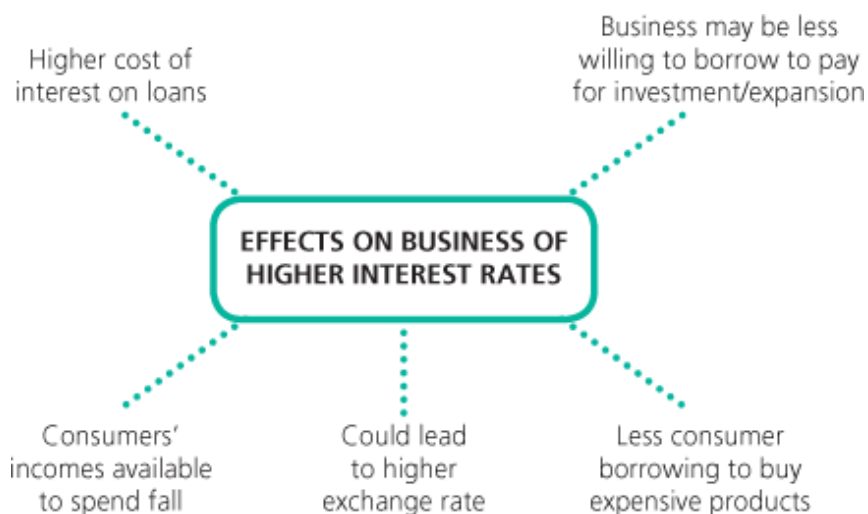 Higher cost of
interest on loans
Business may be less
willing to borrow to pay
for investment/expansion
EFFECTS ON BUSINESS OF
HIGHER INTEREST RATES
Consumers’
incomes available
to spend fall
Could lead
to higher
exchange rate
Less consumer
borrowing to buy
expensive products